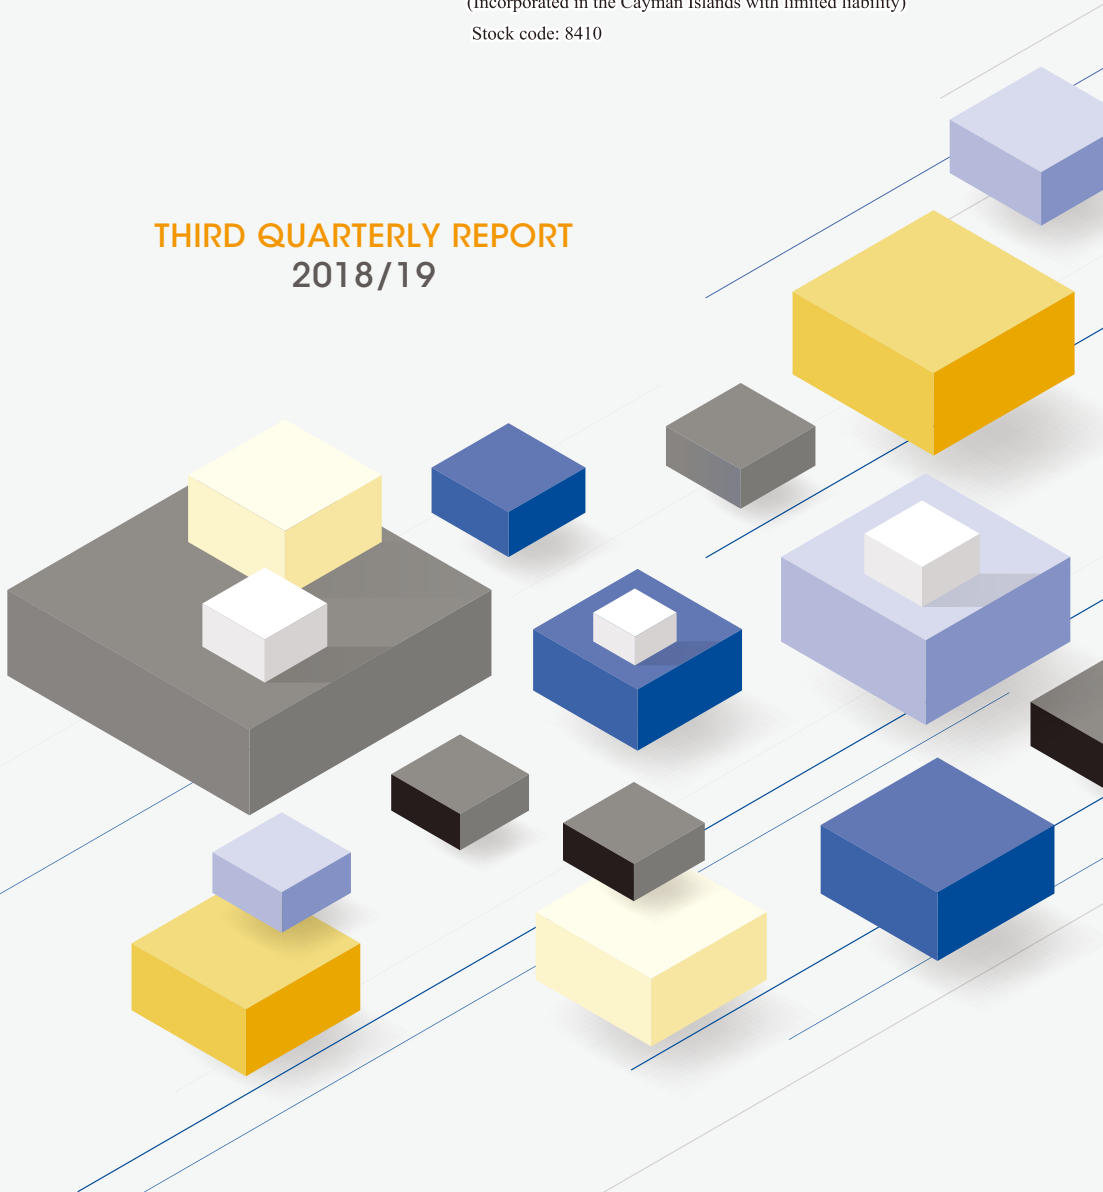 (Incorporated in the Cayman Islands with limited liability)
Stock code: 8410
THIRD QUARTERLY REPORT
2018/19